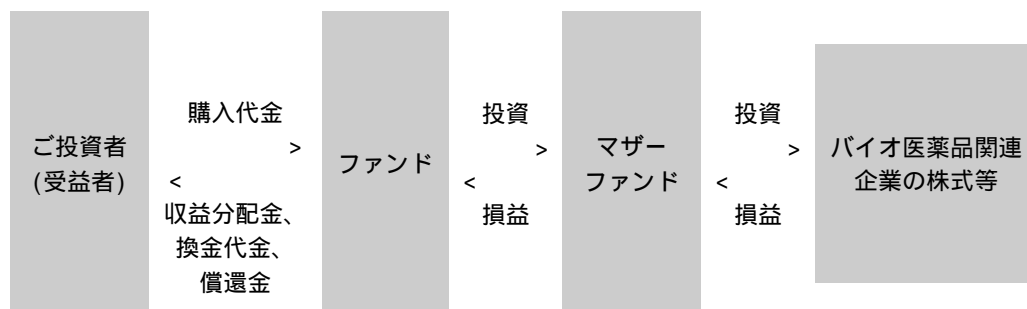 ご投資者
(受益者)
購入代金
>
<
収益分配金、
換金代金、
償還金
ファンド
投資
>
<
損益
マザー
ファンド
投資
>
<
損益
バイオ医薬品関連
企業の株式等